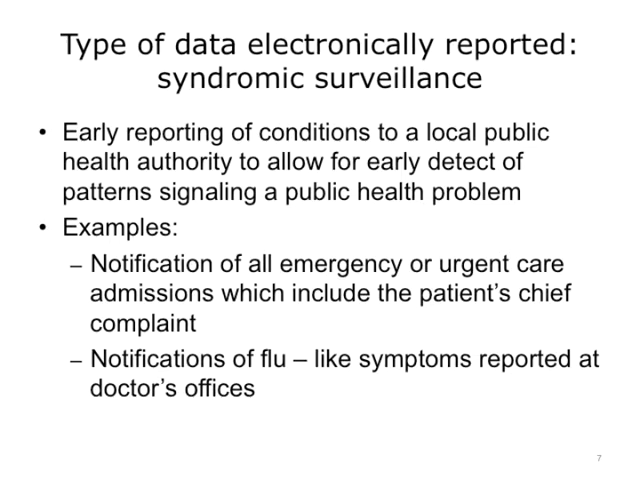 Type of data electronically reported:
syndromic surveillance
• Early reporting of conditions to a local public
health authority to allow for early detect of
patterns signaling a public health problem
• Examples:
– Notification of all emergency or urgent care
admissions which include the patient's chief
complaint
– Notifications of flu – like symptoms reported at
doctor's offices
7